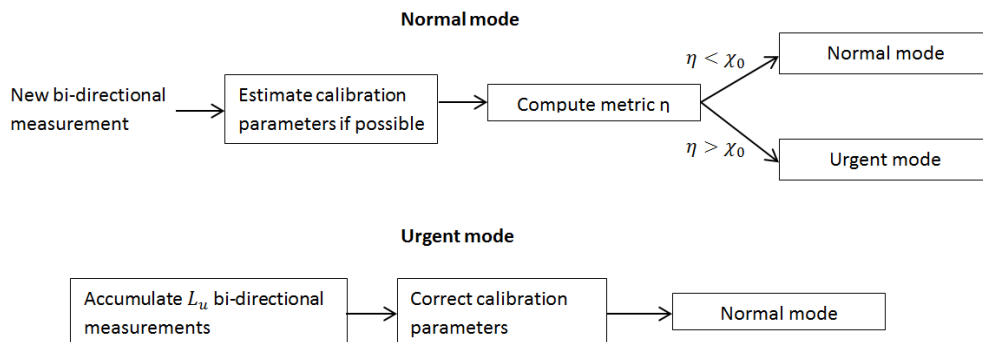 Normal mode
New bi-directional
measurement
Estimate calibration
parameters if possible
Compute metric η
η < χ₀
Normal mode
η > χ₀
Urgent mode
Urgent mode
Accumulate Lᵤ bi-directional
measurements
Correct calibration
parameters
Normal mode